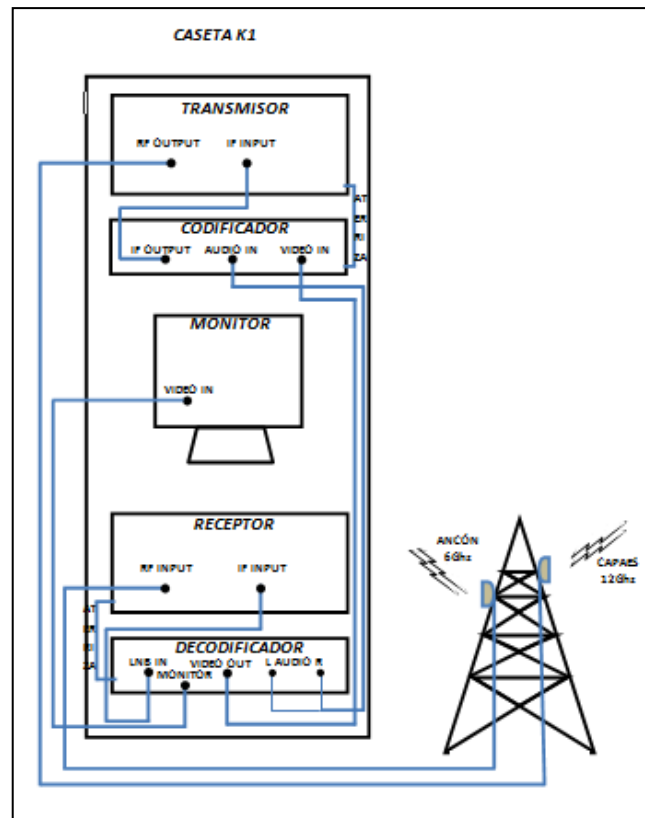 CASETA K1
TRANSMISOR
RF OUTPUT IF INPUT
AT
ER
RI
ZA
CODIFICADOR
IF OUTPUT AUDIO IN VIDEO IN
MONITOR
VIDEO IN
RECEPTOR
RF INPUT IF INPUT
AT
ER
RI
ZA
DECODIFICADOR
LNB IN VIDEO OUT L AUDIO R
MONITOR
ANCÓN
6Ghz
CAPAES
12Ghz